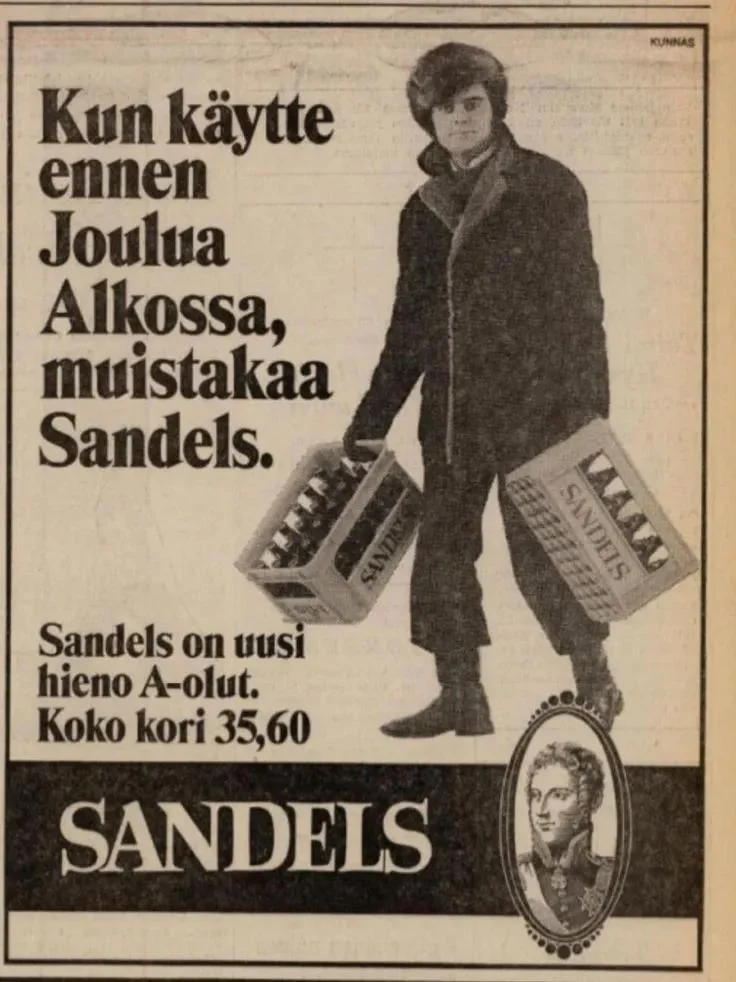 KUNNAS
Kun käytte
ennen
Joulua
Alkossa,
muistakaa
Sandels.
SANDELS
SANDELS
Sandels on uusi
hieno A-olut.
Koko kori 35,60
SANDELS